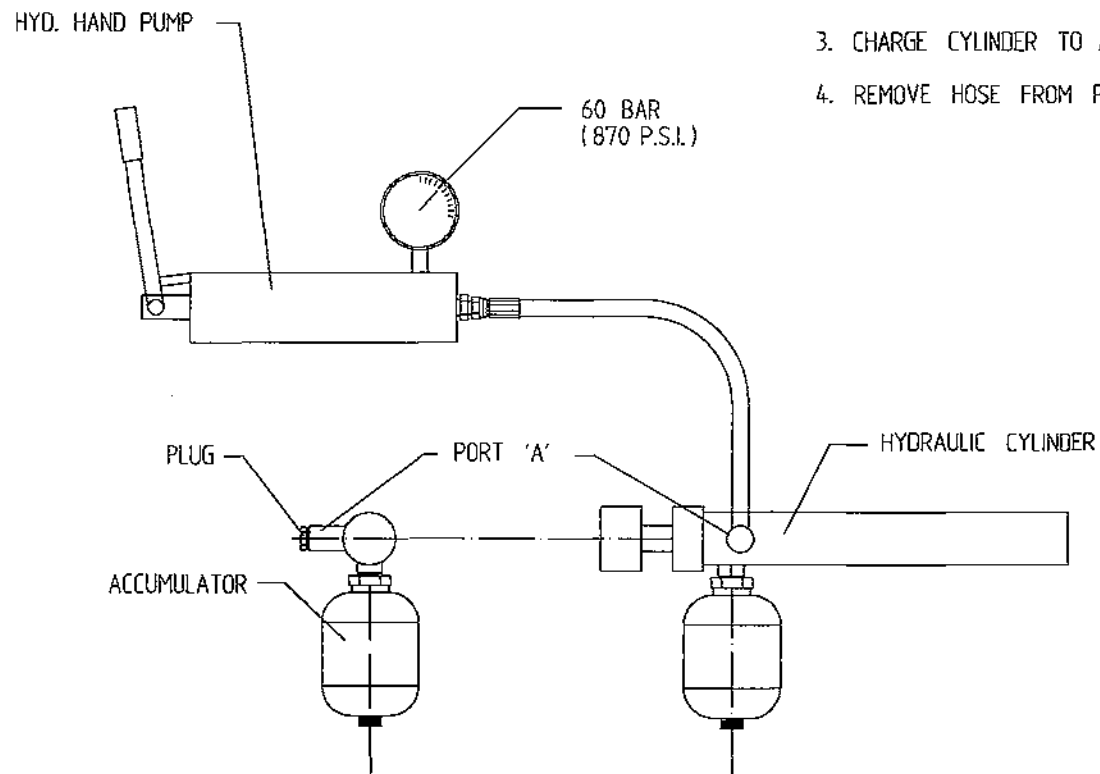 HYD. HAND PUMP
3. CHARGE CYLINDER TO
4. REMOVE HOSE FROM
60 BAR
(870 P.S.I.)
PLUG
PORT 'A'
HYDRAULIC CYLINDER
ACCUMULATOR